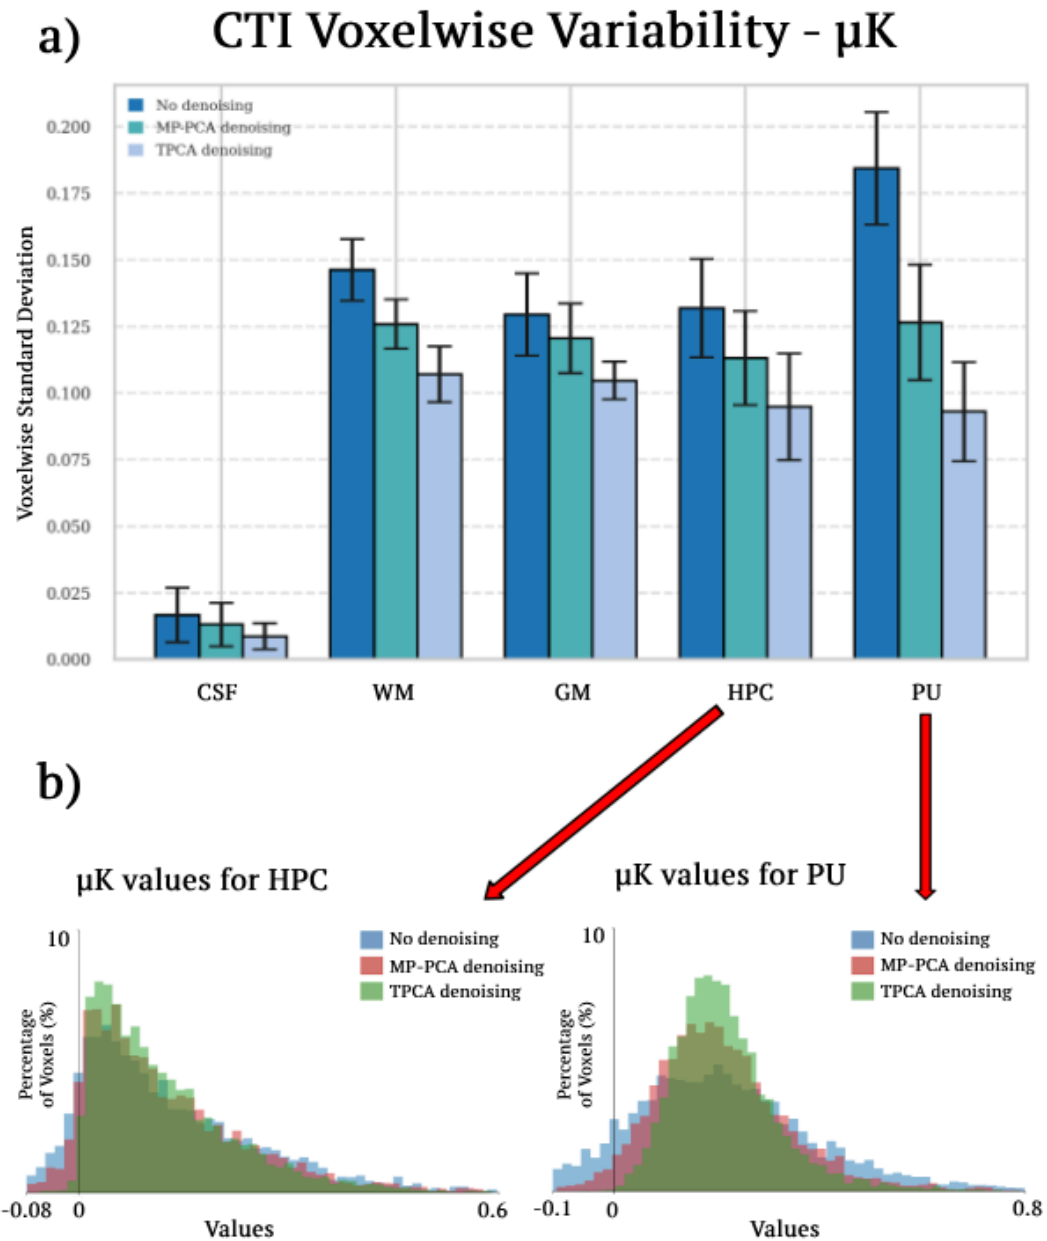 a)
CTI Voxelwise Variability - µK
No denoising
MP-PCA denoising
TPCA denoising
Voxelwise Standard Deviation
0.200
0.175
0.150
0.125
0.100
0.075
0.050
0.025
0.000
CSF
WM
GM
HPC
PU
b)
µK values for HPC
10
Percentage
of Voxels (%)
No denoising
MP-PCA denoising
TPCA denoising
-0.08
0
0.6
Values
µK values for PU
10
Percentage
of Voxels (%)
No denoising
MP-PCA denoising
TPCA denoising
-0.1
0
0.8
Values